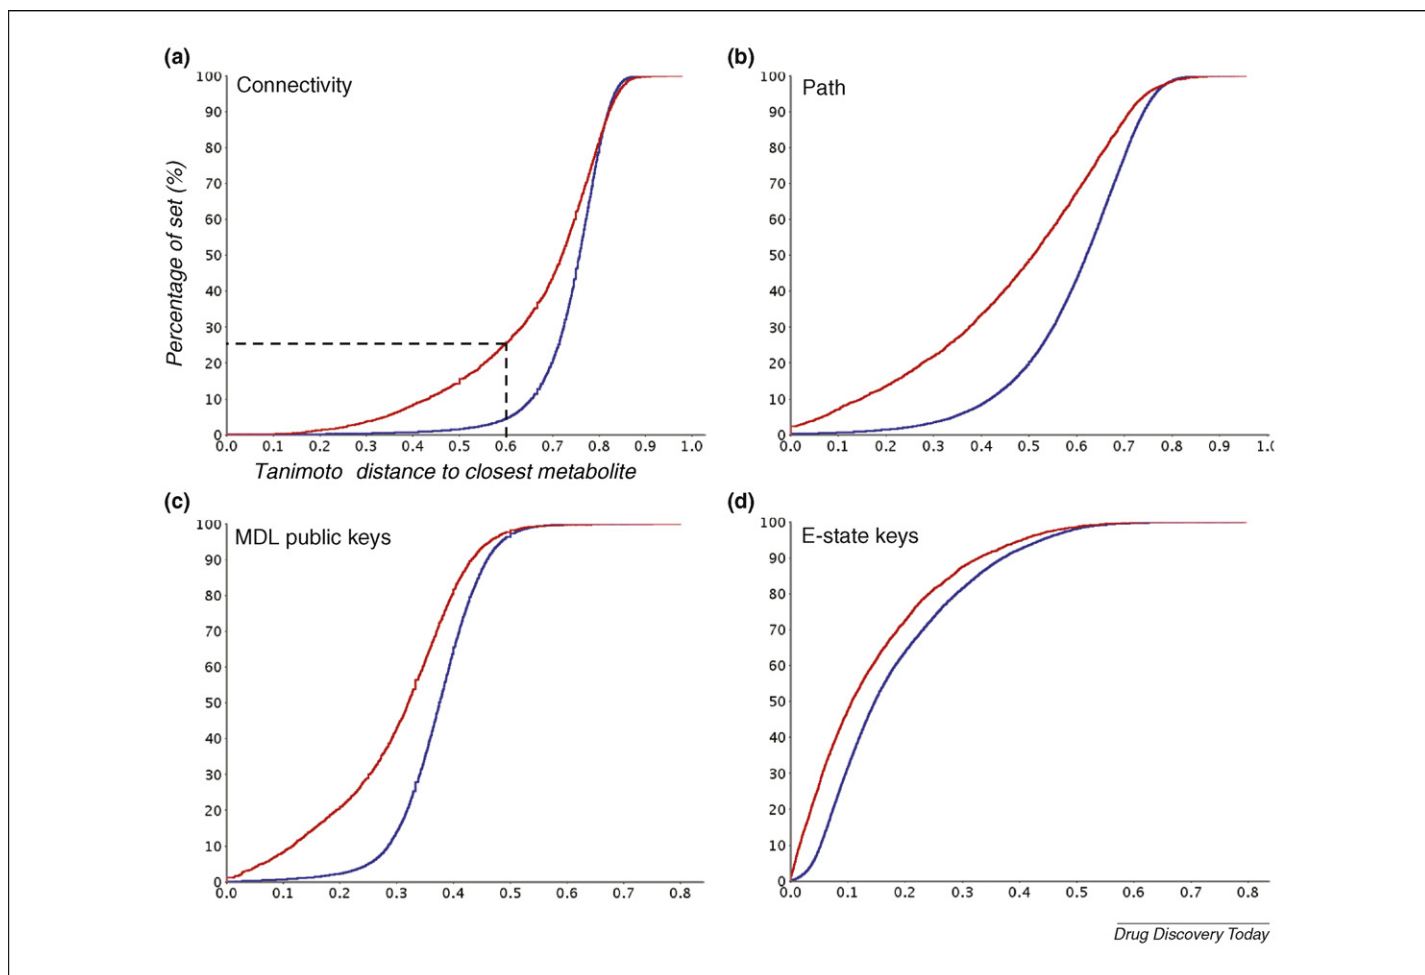 (a)
Connectivity
Percentage of set (%)
100
90
80
70
60
50
40
30
20
10
0
0.0 0.1 0.2 0.3 0.4 0.5 0.6 0.7 0.8 0.9 1.0
Tanimoto distance to closest metabolite
(b)
Path
100
90
80
70
60
50
40
30
20
10
0
0.0 0.1 0.2 0.3 0.4 0.5 0.6 0.7 0.8 0.9
(c)
MDL public keys
100
90
80
70
60
50
40
30
20
10
0
0.0 0.1 0.2 0.3 0.4 0.5 0.6 0.7 0.8
(d)
E-state keys
100
90
80
70
60
50
40
30
20
10
0
0.0 0.1 0.2 0.3 0.4 0.5 0.6 0.7 0.8
Drug Discovery Today